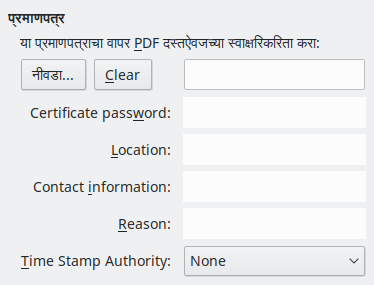 प्रमाणपत्र
या प्रमाणपत्राचा वापर PDF दस्तऐवजच्या स्वाक्षरिकरिता करा:
नीवडा... Clear
Certificate password:
Location:
Contact information:
Reason:
Time Stamp Authority: None